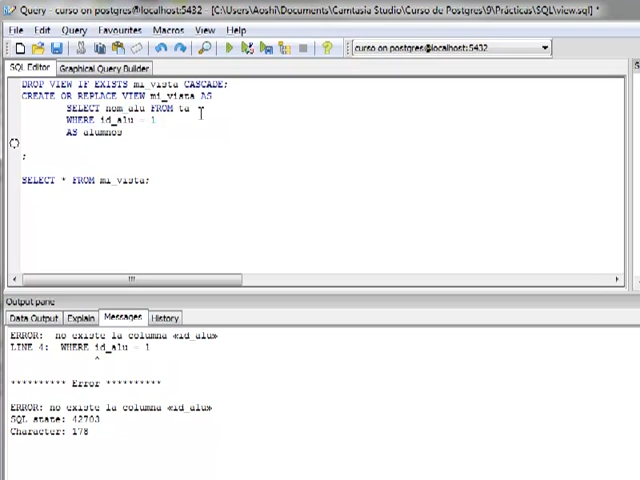 Query - curso on postgres@localhost:5432 - [C:\Users\Aoshi\Documents\Camtasia Studio\Curso de Postgres\9\Prácticas\SQL\view.sql] *
File Edit Query Favourites Macros View Help
curso on postgres@localhost:5432
SQL Editor Graphical Query Builder
DROP VIEW IF EXISTS mi_vista CASCADE;
CREATE OR REPLACE VIEW mi_vista AS
SELECT nom_alu FROM ta
WHERE id_alu = 1
AS alumnos
;
SELECT * FROM mi_vista;
Output pane
Data Output Explain Messages History
ERROR: no existe la columna «id_alu»
LINE 4: WHERE id_alu = 1
^
********** Error **********
ERROR: no existe la columna «id_alu»
SQL state: 42703
Character: 178